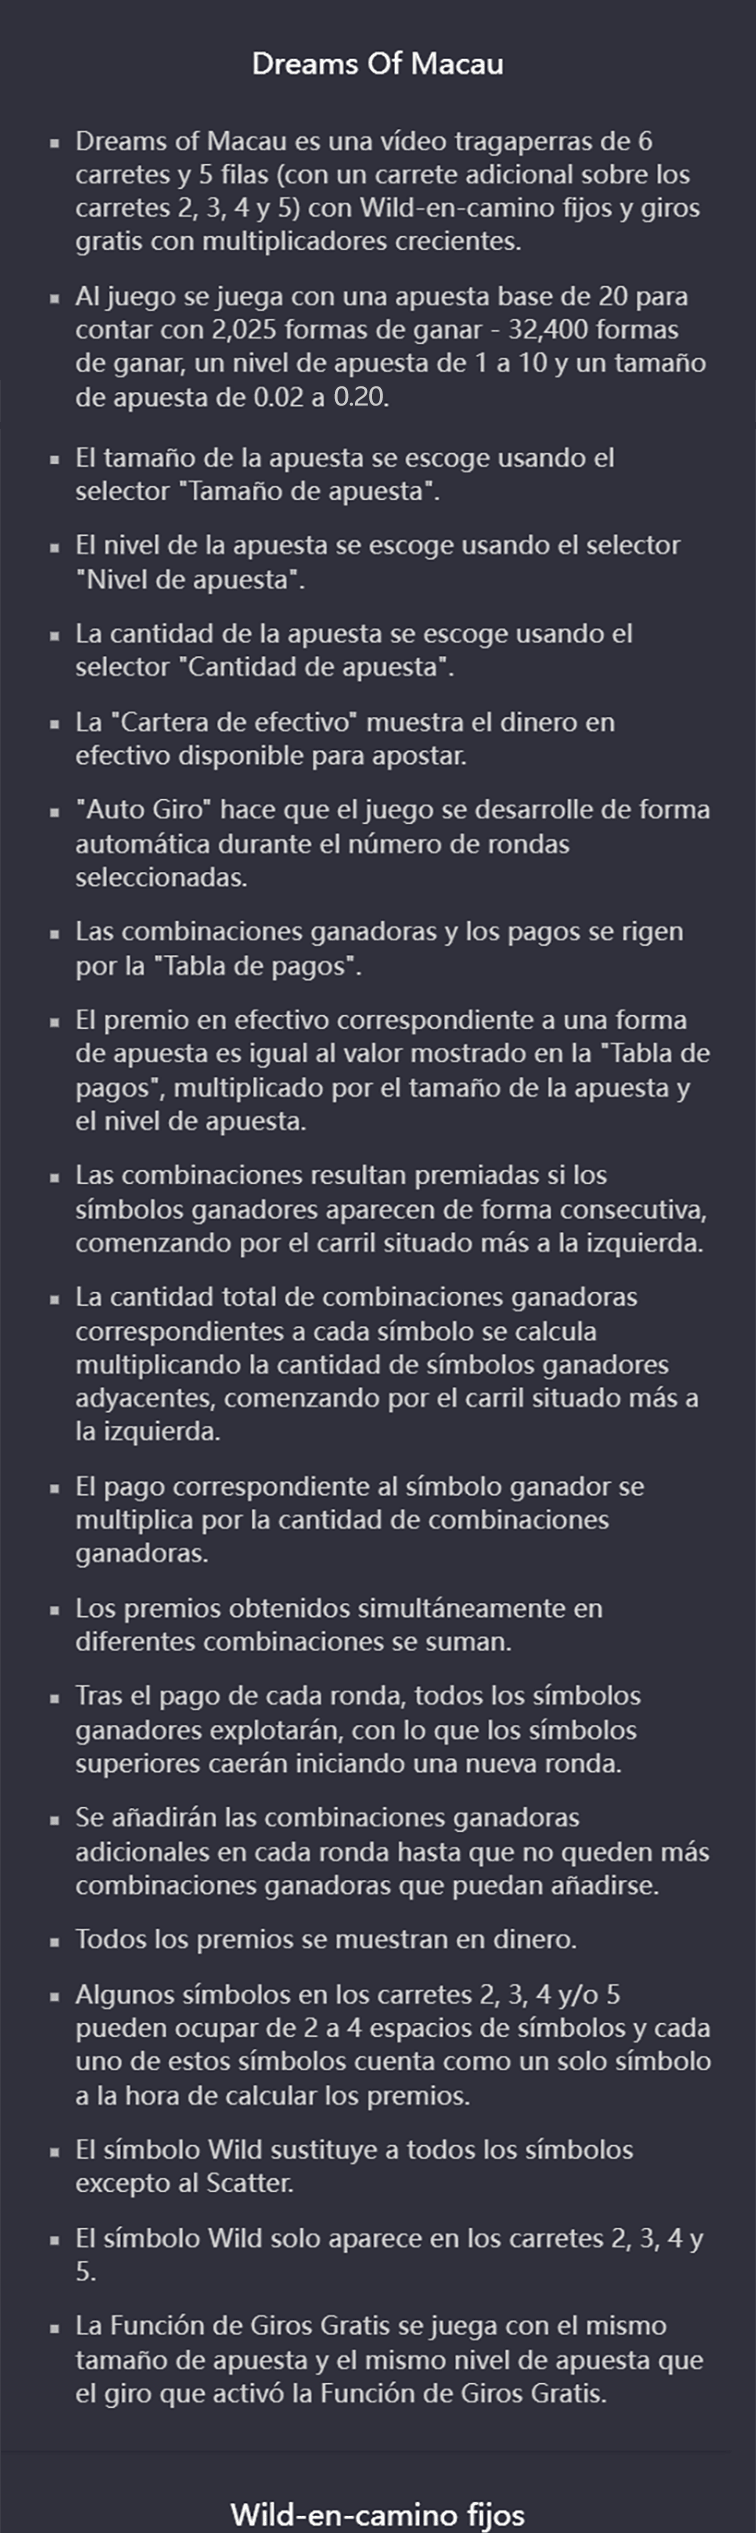 Dreams Of Macau
▪ Dreams of Macau es una vídeo tragaperras de 6
carretes y 5 filas (con un carrete adicional sobre los
carretes 2, 3, 4 y 5) con Wild-en-camino fijos y giros
gratis con multiplicadores crecientes.
▪ Al juego se juega con una apuesta base de 20 para
contar con 2,025 formas de ganar - 32,400 formas
de ganar, un nivel de apuesta de 1 a 10 y un tamaño
de apuesta de 0.02 a 0.20.
▪ El tamaño de la apuesta se escoge usando el
selector "Tamaño de apuesta".
▪ El nivel de la apuesta se escoge usando el selector
"Nivel de apuesta".
▪ La cantidad de la apuesta se escoge usando el
selector "Cantidad de apuesta".
▪ La "Cartera de efectivo" muestra el dinero en
efectivo disponible para apostar.
▪ "Auto Giro" hace que el juego se desarrolle de forma
automática durante el número de rondas
seleccionadas.
▪ Las combinaciones ganadoras y los pagos se rigen
por la "Tabla de pagos".
▪ El premio en efectivo correspondiente a una forma
de apuesta es igual al valor mostrado en la "Tabla de
pagos", multiplicado por el tamaño de la apuesta y
el nivel de apuesta.
▪ Las combinaciones resultan premiadas si los
símbolos ganadores aparecen de forma consecutiva,
comenzando por el carril situado más a la izquierda.
▪ La cantidad total de combinaciones ganadoras
correspondientes a cada símbolo se calcula
multiplicando la cantidad de símbolos ganadores
adyacentes, comenzando por el carril situado más a
la izquierda.
▪ El pago correspondiente al símbolo ganador se
multiplica por la cantidad de combinaciones
ganadoras.
▪ Los premios obtenidos simultáneamente en
diferentes combinaciones se suman.
▪ Tras el pago de cada ronda, todos los símbolos
ganadores explotarán, con lo que los símbolos
superiores caerán iniciando una nueva ronda.
▪ Se añadirán las combinaciones ganadoras
adicionales en cada ronda hasta que no queden más
combinaciones ganadoras que puedan añadirse.
▪ Todos los premios se muestran en dinero.
▪ Algunos símbolos en los carretes 2, 3, 4 y/o 5
pueden ocupar de 2 a 4 espacios de símbolos y cada
uno de estos símbolos cuenta como un solo símbolo
a la hora de calcular los premios.
▪ El símbolo Wild sustituye a todos los símbolos
excepto al Scatter.
▪ El símbolo Wild solo aparece en los carretes 2, 3, 4 y
5.
▪ La Función de Giros Gratis se juega con el mismo
tamaño de apuesta y el mismo nivel de apuesta que
el giro que activó la Función de Giros Gratis.
Wild-en-camino fijos